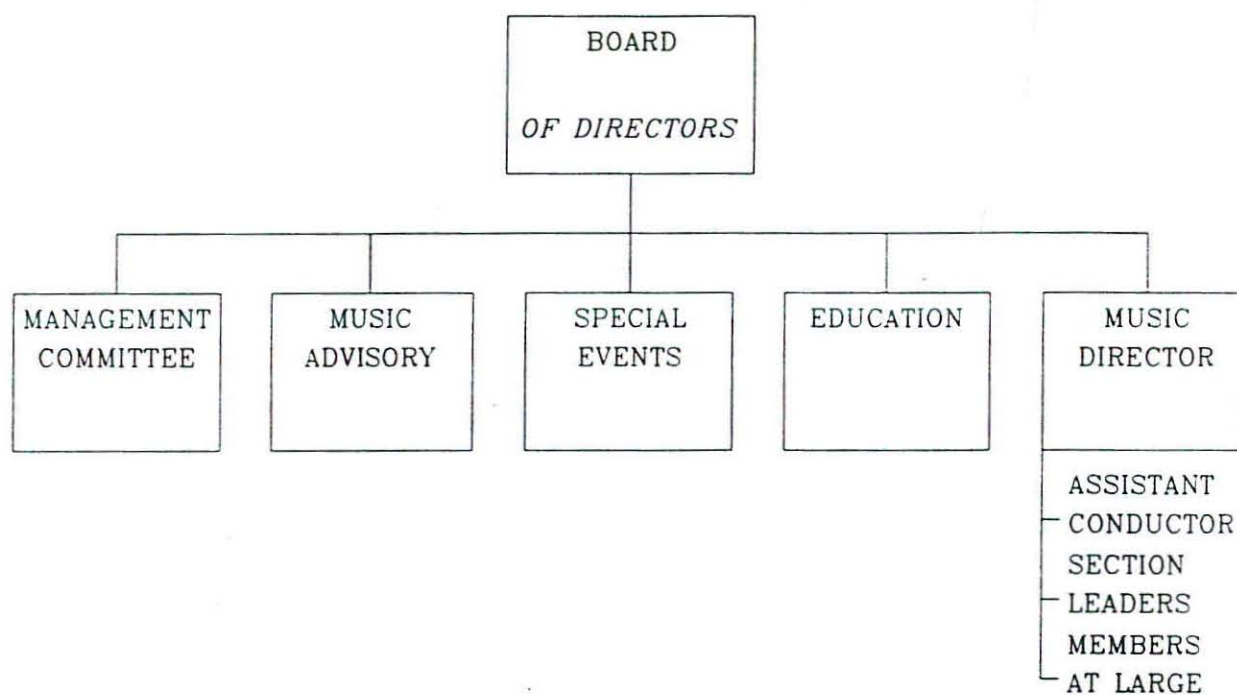 BOARD
OF DIRECTORS
MANAGEMENT
COMMITTEE
MUSIC
ADVISORY
SPECIAL
EVENTS
EDUCATION
MUSIC
DIRECTOR
ASSISTANT
CONDUCTOR
SECTION
LEADERS
MEMBERS
AT LARGE